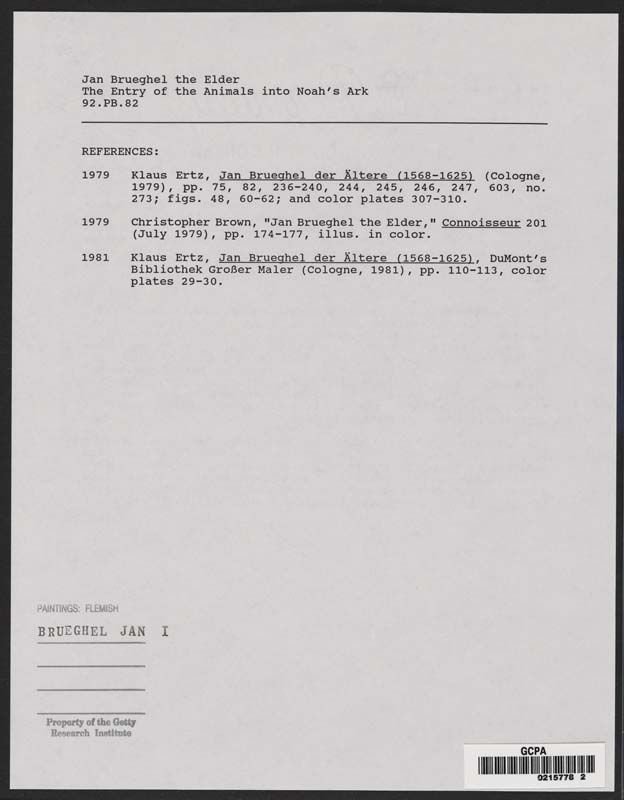 Jan Brueghel the Elder
The Entry of the Animals into Noah's Ark
92.PB.82
REFERENCES:
1979 Klaus Ertz, Jan Brueghel der Ältere (1568-1625) (Cologne,
1979), pp. 75, 82, 236-240, 244, 245, 246, 247, 603, no.
273; figs. 48, 60-62; and color plates 307-310.
1979 Christopher Brown, "Jan Brueghel the Elder," Connoisseur 201
(July 1979), pp. 174-177, illus. in color.
1981 Klaus Ertz, Jan Brueghel der Ältere (1568-1625), DuMont's
Bibliothek Großer Maler (Cologne, 1981), pp. 110-113, color
plates 29-30.
PAINTINGS: FLEMISH
BRUEGHEL JAN I
Property of the Getty
Research Institute
GCPA
0215778 2